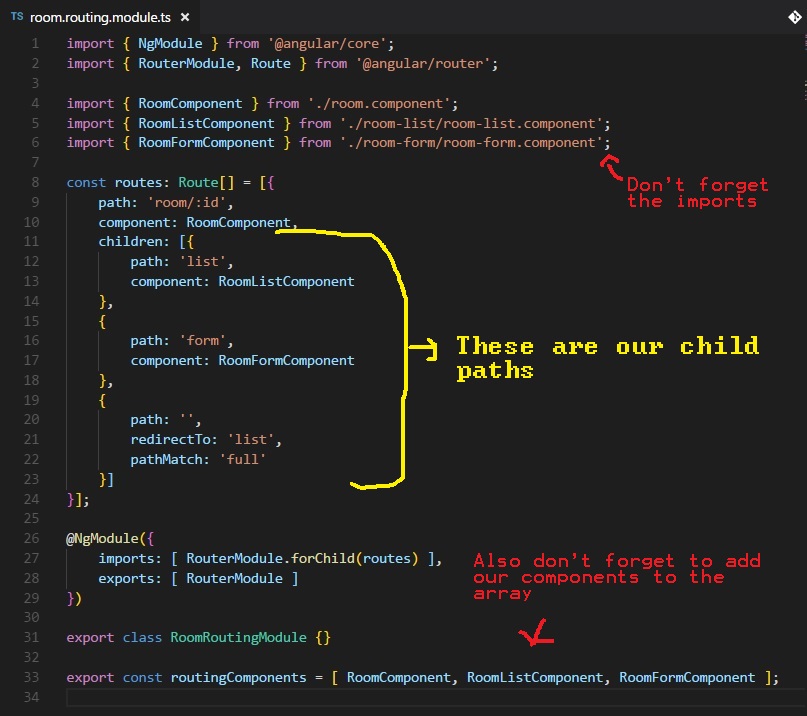 TS room.routing.module.ts ×
1 import { NgModule } from '@angular/core';
2 import { RouterModule, Route } from '@angular/router';
3
4 import { RoomComponent } from './room.component';
5 import { RoomListComponent } from './room-list/room-list.component';
6 import { RoomFormComponent } from './room-form/room-form.component';
7
Don't forget
the imports
8 const routes: Route[] = [{
9     path: 'room/:id',
10     component: RoomComponent,
11     children: [{
12         path: 'list',
13         component: RoomListComponent
14     },
15     {
16         path: 'form',
17         component: RoomFormComponent
18     },
19     {
20         path: '',
21         redirectTo: 'list',
22         pathMatch: 'full'
23     }]
24 }];
These are our child
paths
25
26 @NgModule({
27     imports: [ RouterModule.forChild(routes) ],
28     exports: [ RouterModule ]
29 })
Also don't forget to add
our components to the
array
30
31 export class RoomRoutingModule {}
32
33 export const routingComponents = [ RoomComponent, RoomListComponent, RoomFormComponent ];
34